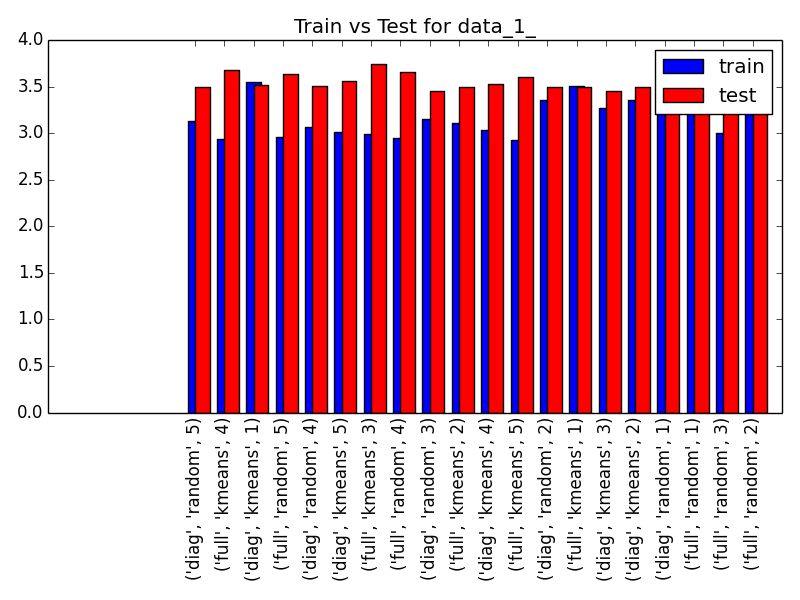 Train vs Test for data_1_
4.0
3.5
3.0
2.5
2.0
1.5
1.0
0.5
0.0
train
test
('diag', 'random', 5)
('full', 'kmeans', 4)
('diag', 'kmeans', 1)
('full', 'random', 5)
('diag', 'random', 4)
('diag', 'kmeans', 5)
('full', 'kmeans', 3)
('full', 'random', 4)
('diag', 'random', 3)
('full', 'kmeans', 2)
('diag', 'kmeans', 4)
('full', 'kmeans', 5)
('diag', 'random', 2)
('full', 'kmeans', 1)
('diag', 'kmeans', 3)
('diag', 'kmeans', 2)
('diag', 'random', 1)
('full', 'random', 1)
('full', 'random', 3)
('full', 'random', 2)